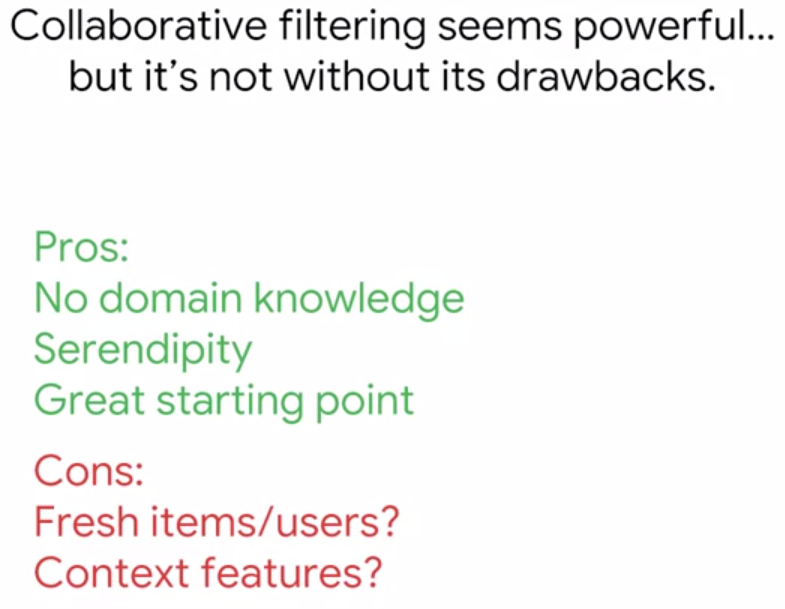 Collaborative filtering seems powerful...
but it's not without its drawbacks.
Pros:
No domain knowledge
Serendipity
Great starting point
Cons:
Fresh items/users?
Context features?